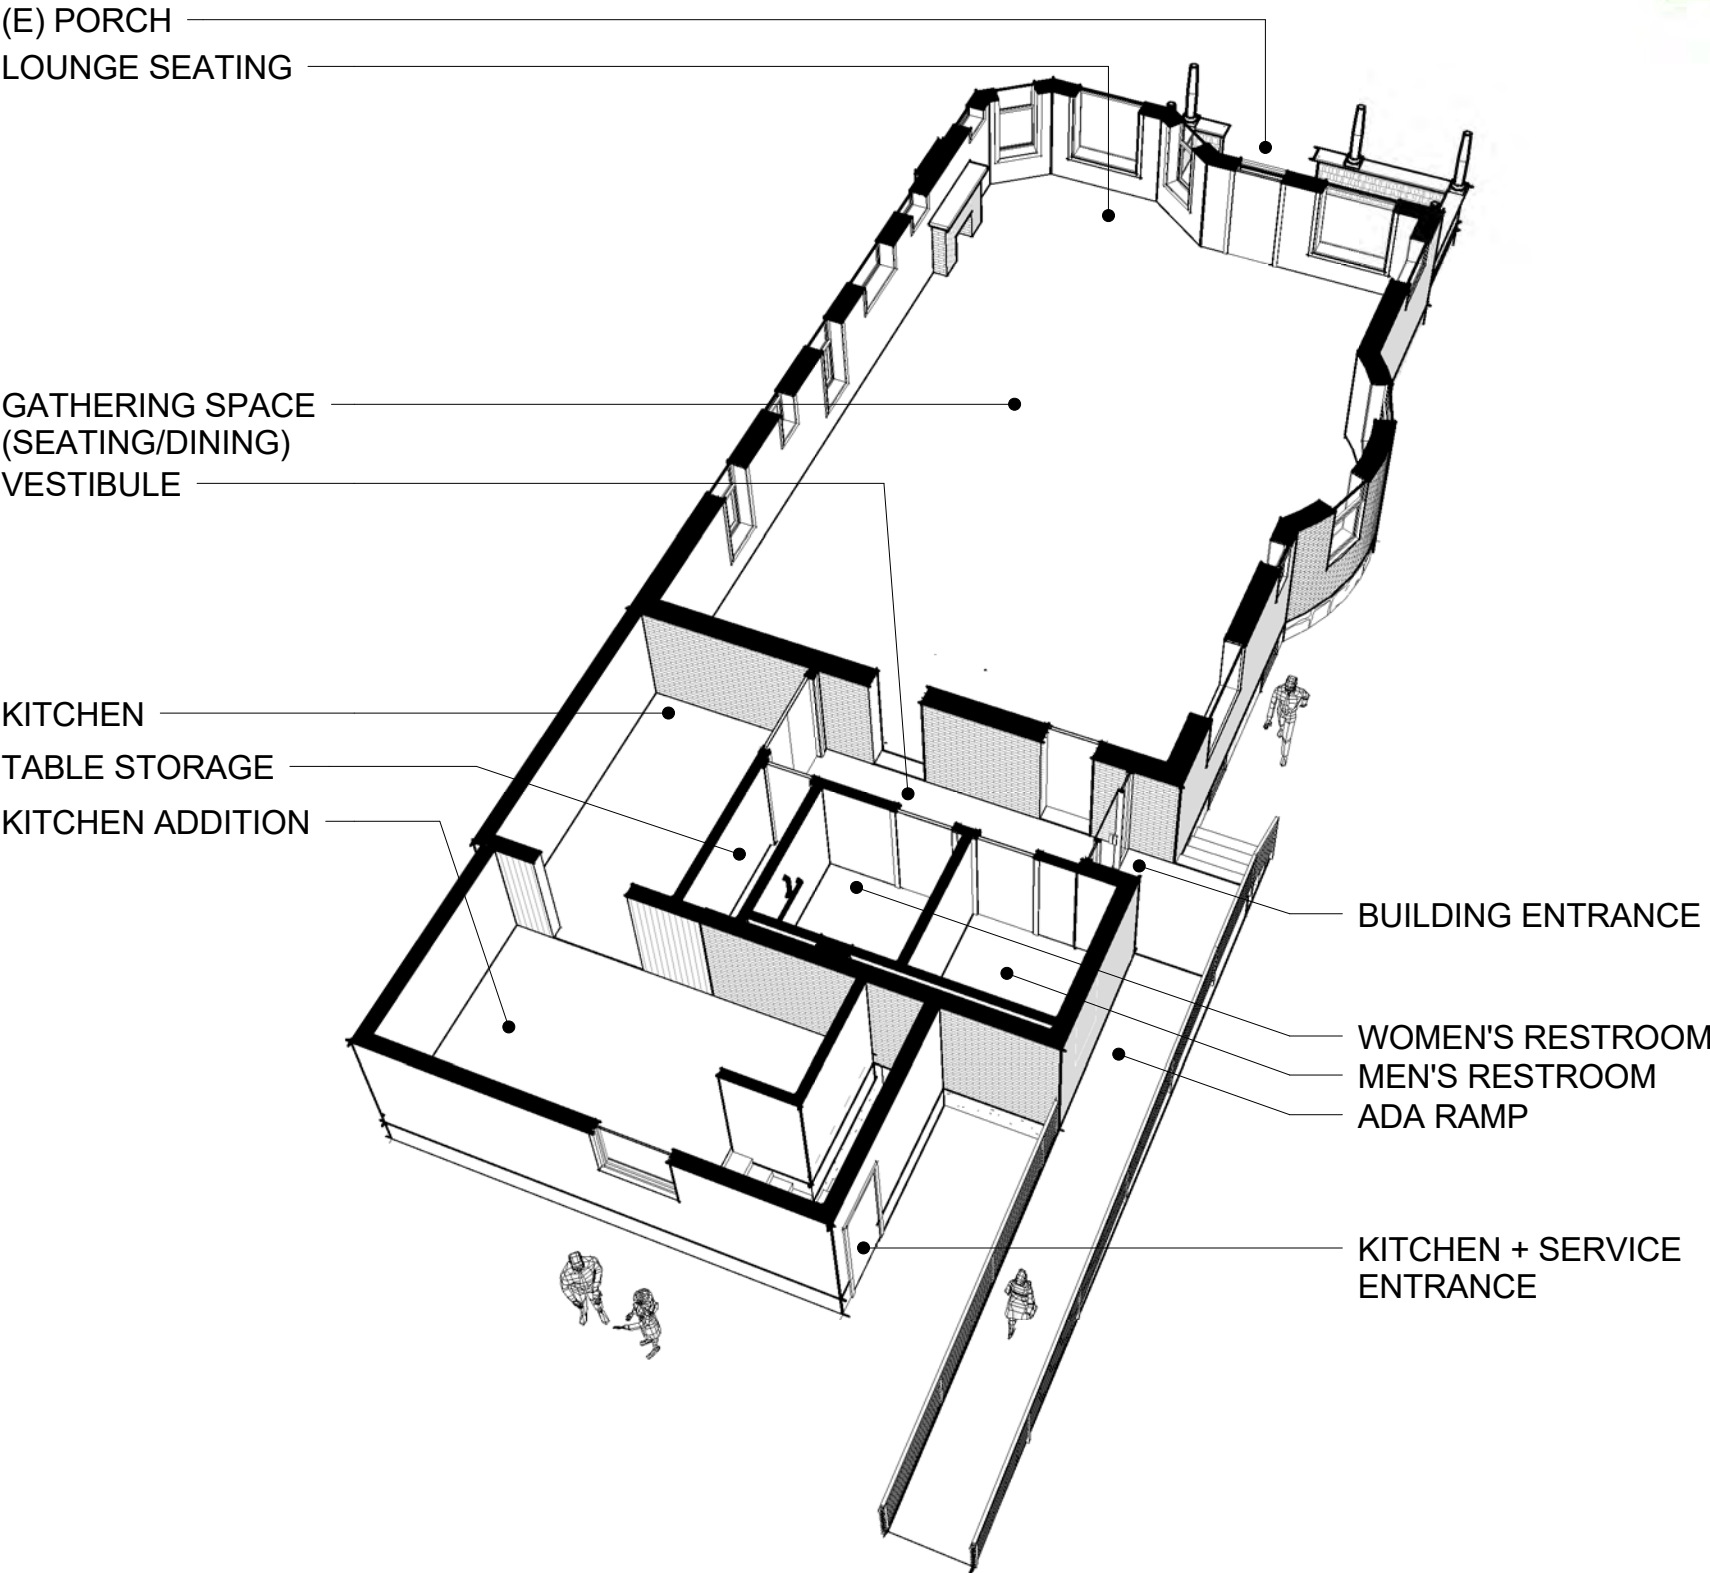 (E) PORCH
LOUNGE SEATING
GATHERING SPACE
(SEATING/DINING)
VESTIBULE
KITCHEN
TABLE STORAGE
KITCHEN ADDITION
BUILDING ENTRANCE
WOMEN'S RESTROOM
MEN'S RESTROOM
ADA RAMP
KITCHEN + SERVICE
ENTRANCE